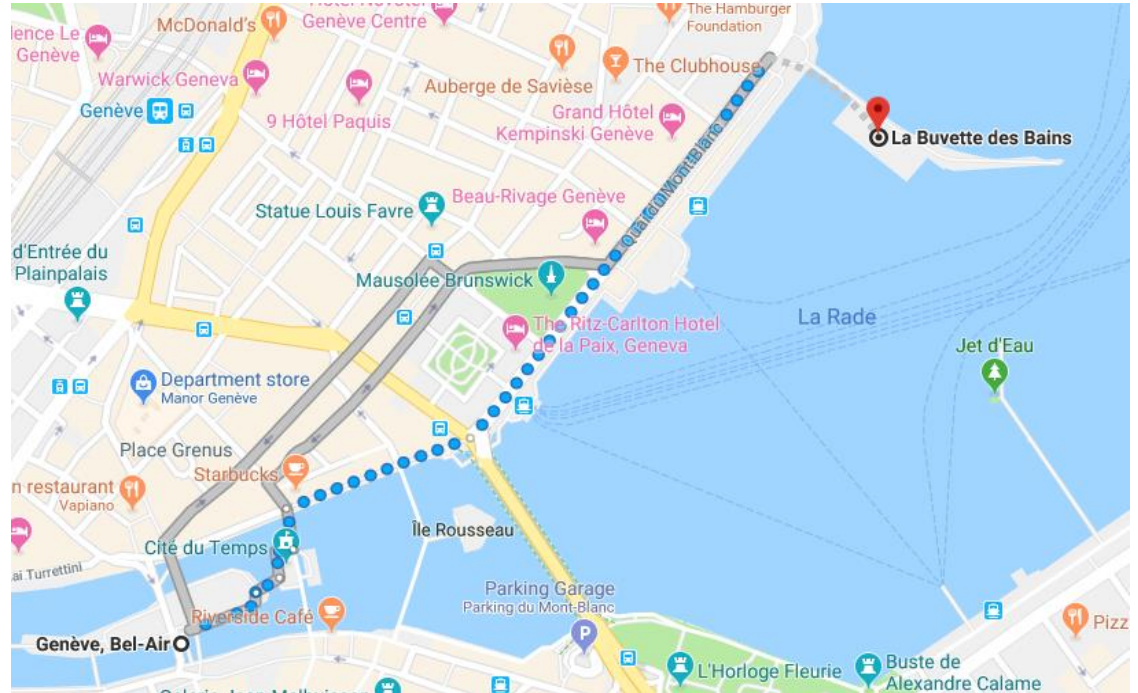 Genève Centre
The Hamburger
Foundation
McDonald's
lence Le
Genève
Warwick Geneva
Auberge de Savièse
The Clubhouse
Genève
9 Hôtel Paquis
Grand Hôtel
Kempinski Genève
La Buvette des Bains
Quai du Mont-Blanc
Beau-Rivage Genève
Statue Louis Favre
d'Entrée du
Plainpalais
Mausolée Brunswick
La Rade
The Ritz-Carlton Hotel
de la Paix, Geneva
Jet d'Eau
Department store
Manor Genève
Place Grenus
Starbucks
n restaurant
Vapiano
Île Rousseau
Cité du Temps
ai Turrettini
Parking Garage
Parking du Mont-Blanc
P
Riverside Café
Pizz
Genève, Bel-Air
L'Horloge Fleurie
Buste de
Alexandre Calame